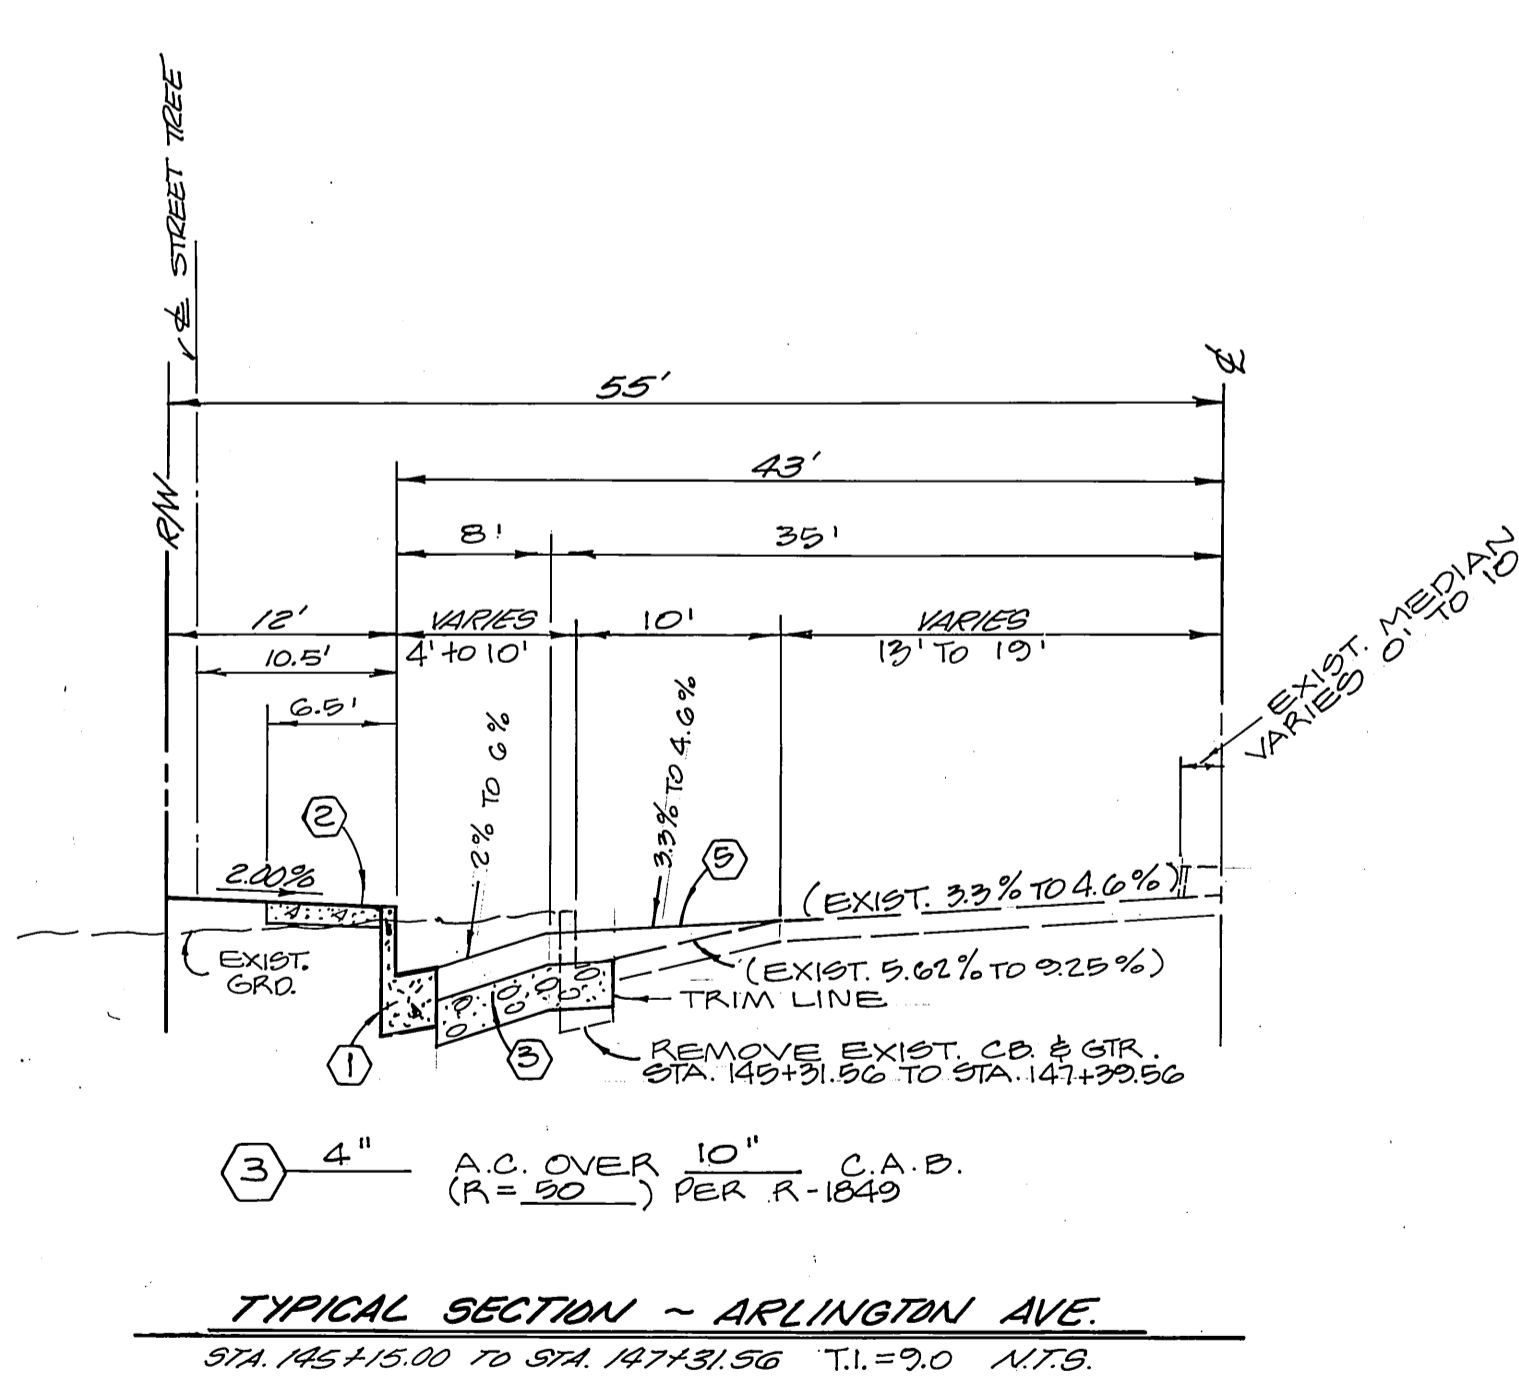 ℄ STREET TREE
℄
55'
43'
R/W
8'
35'
12'
VARIES
4' to 10'
10'
VARIES
13' TO 19'
EXIST. MEDIAN
VARIES 0' TO 10
10.5'
6.5'
2% TO 6%
3.3% TO 4.6%
2
5
2.00%
(EXIST. 3.3% TO 4.6%)
EXIST.
GRD.
(EXIST. 5.62% TO 9.25%)
TRIM LINE
1
3
REMOVE EXIST. CB. & GTR.
STA. 145+31.56 TO STA. 147+39.56
3 4" A.C. OVER 10" C.A.B.
(R = 50 ) PER R-1849
TYPICAL SECTION ~ ARLINGTON AVE.
STA. 145+15.00 TO STA. 147+31.56 T.I.=9.0 N.T.S.